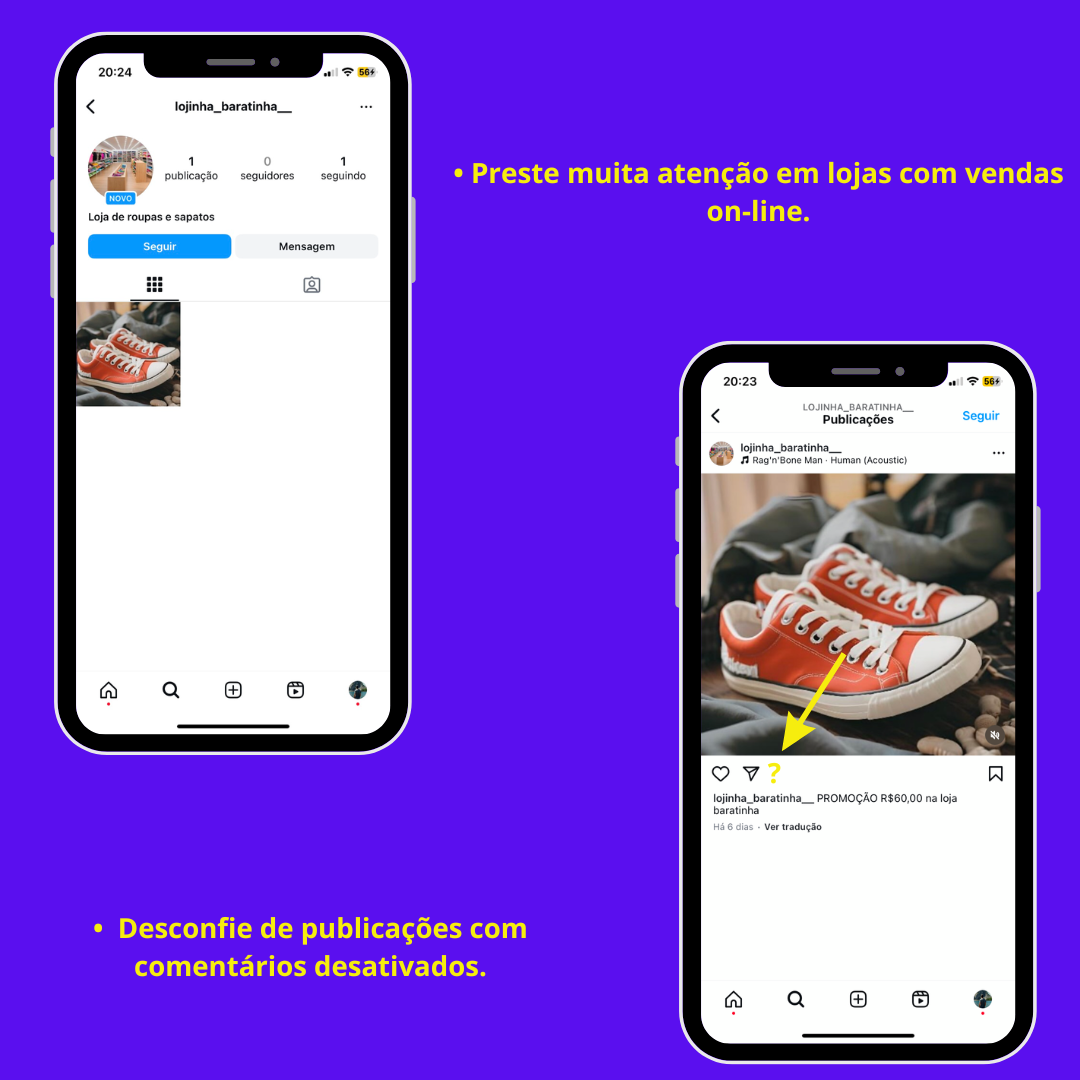 20:24
56
lojinha_baratinha__
1
0
1
publicação
seguidores
seguindo
NOVO
Loja de roupas e sapatos
Seguir
Mensagem
• Preste muita atenção em lojas com vendas
on-line.
20:23
56
LOJINHA_BARATINHA__
Publicações
Seguir
lojinha_baratinha__
Rag'n'Bone Man · Human (Acoustic)
?
lojinha_baratinha__ PROMOÇÃO R$60,00 na loja
baratinha
Há 6 dias · Ver tradução
• Desconfie de publicações com
comentários desativados.